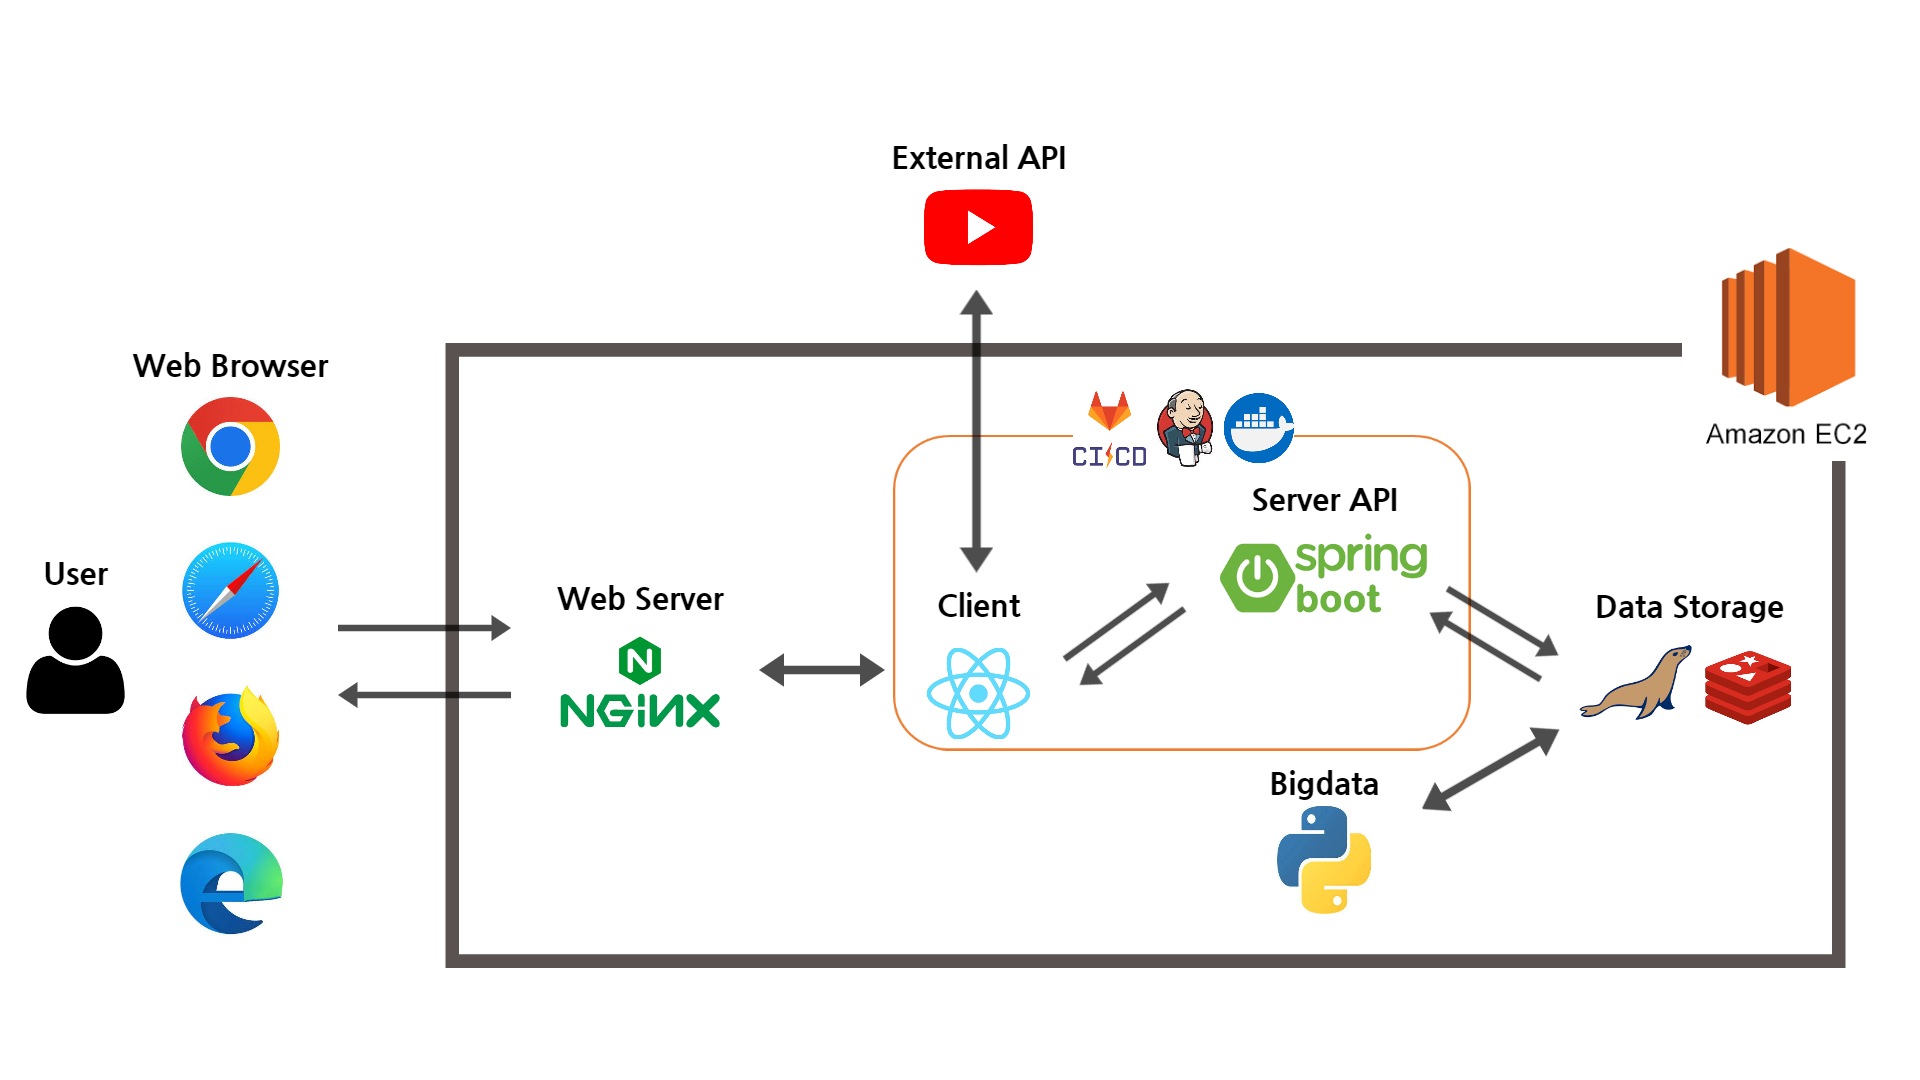 External API
Amazon EC2
Web Browser
CI CD
Server API
spring
boot
User
Web Server
N
NGiNX
Client
Data Storage
Bigdata